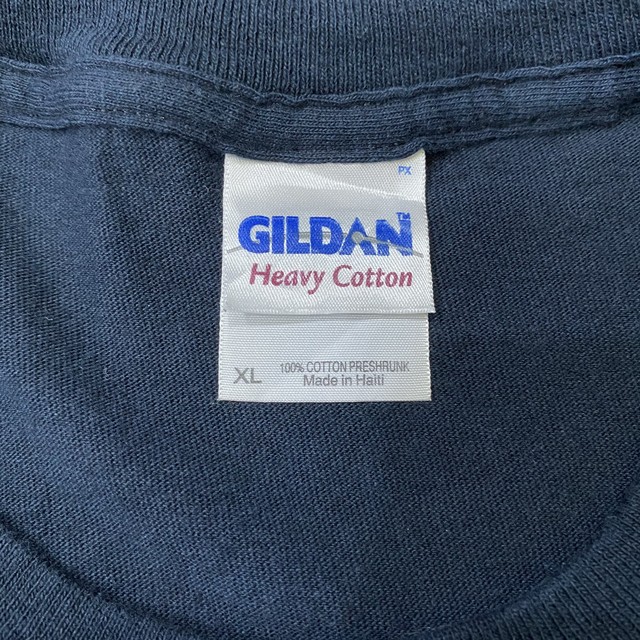 PX
GILDAN™
Heavy Cotton
XL
100% COTTON PRESHRUNK
Made in Haiti